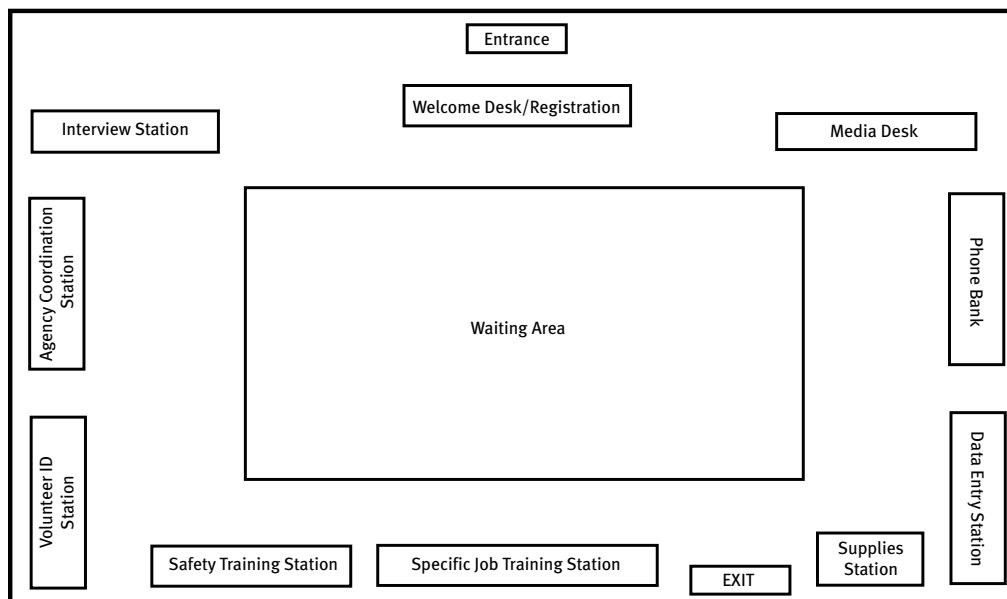 Entrance
Welcome Desk/Registration
Interview Station
Media Desk
Agency Coordination
Station
Phone Bank
Waiting Area
Volunteer ID
Station
Data Entry Station
Safety Training Station
Specific Job Training Station
EXIT
Supplies
Station